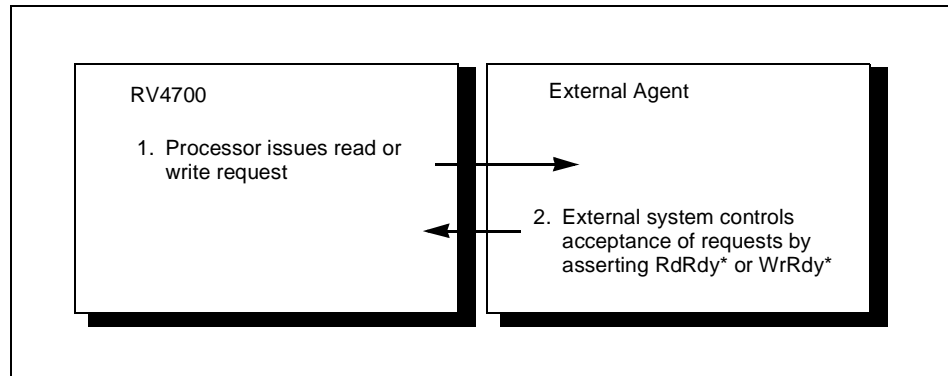 RV4700
1. Processor issues read or
write request
External Agent
2. External system controls
acceptance of requests by
asserting RdRdy* or WrRdy*